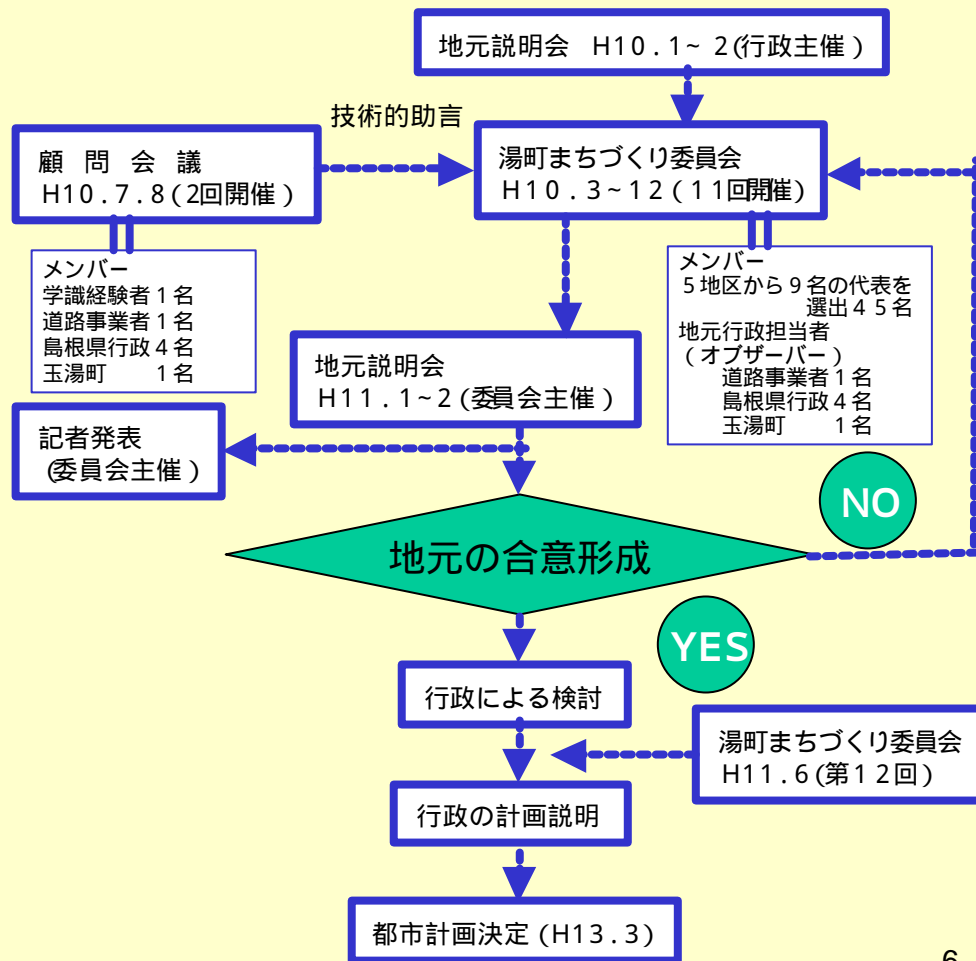 地元説明会 H10.1~2(行政主催)
技術的助言
顧問会議
H10.7.8(2回開催)
湯町まちづくり委員会
H10.3~12(11回開催)
メンバー
学識経験者1名
道路事業者1名
島根県行政4名
玉湯町 1名
メンバー
5地区から9名の代表を
選出45名
地元行政担当者
(オブザーバー)
道路事業者1名
島根県行政4名
玉湯町 1名
地元説明会
H11.1~2(委員会主催)
記者発表
(委員会主催)
NO
地元の合意形成
YES
行政による検討
湯町まちづくり委員会
H11.6(第12回)
行政の計画説明
都市計画決定(H13.3)
6